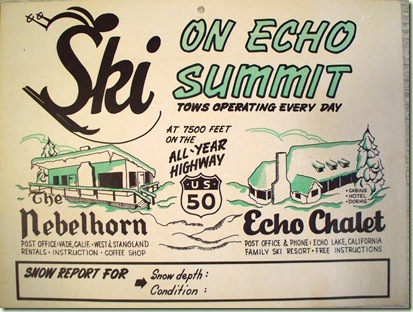 Ski ON ECHO
SUMMIT
TOWS OPERATING EVERY DAY
AT 7500 FEET
ON THE
ALL-YEAR
HIGHWAY
U S
50
The
Nebelhorn
POST OFFICE • VADE, CALIF. • WEST & STANGLAND
RENTALS • INSTRUCTION • COFFEE SHOP
• CABINS
• HOTEL
• DORMS
Echo Chalet
POST OFFICE & PHONE: ECHO LAKE, CALIFORNIA
FAMILY SKI RESORT • FREE INSTRUCTIONS
SNOW REPORT FOR
Snow depth:
Condition: